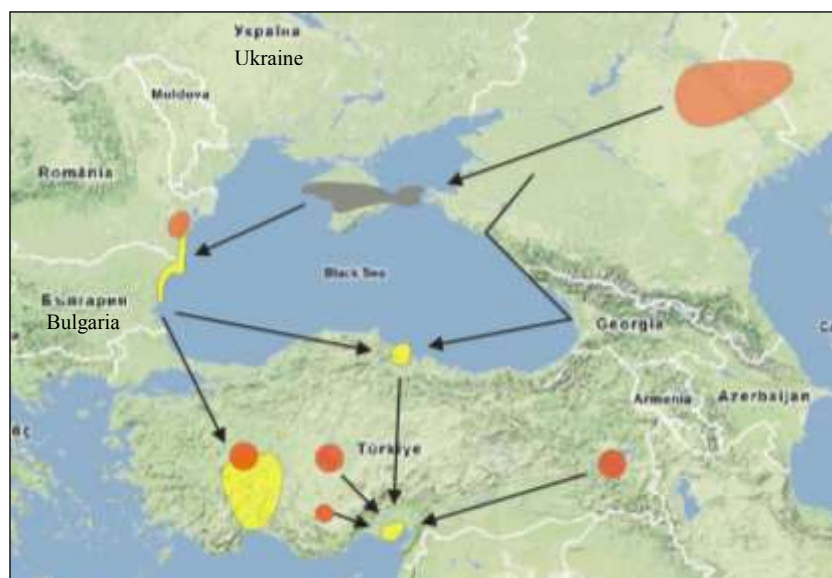 Україна
Ukraine
Moldova
România
Black Sea
България
Bulgaria
Georgia
Armenia
Azerbaijan
Türkiye